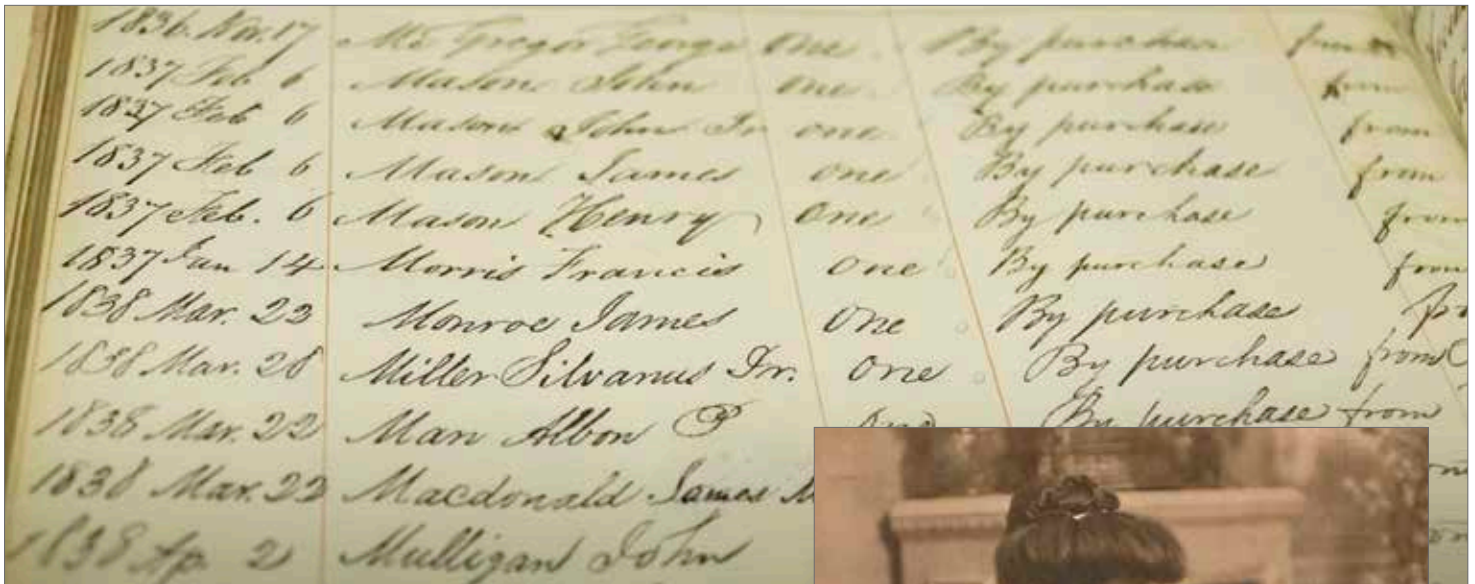 1836 Nov. 17 Mc Gregor George One By purchase from
1837 Feb 6 Mason John One By purchase from
1837 Feb 6 Mason John Jr one By purchase from
1837 Feb 6 Mason James one By purchase from
1837 Feb. 6 Mason Henry One By purchase from
1837 Jan 14 Morris Francis One By purchase from
1838 Mar. 22 Monroe James One By purchase
1838 Mar. 28 Miller Silvanus Jr. One By purchase from
1838 Mar. 22 Man Albon P By purchase from
1838 Mar. 22 Macdonald James
1838 Ap. 2 Mulligan John